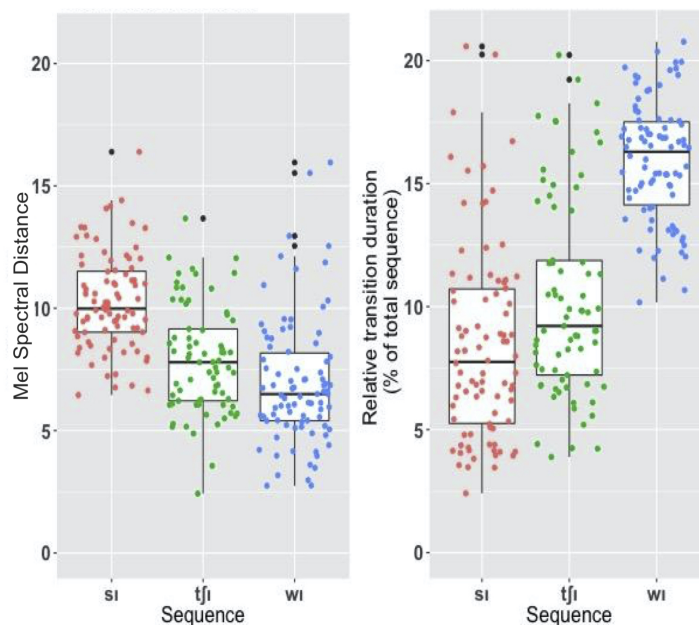 Mel Spectral Distance
20
15
10
5
0
sɪ tʃɪ wɪ
Sequence
Relative transition duration
(% of total sequence)
20
15
10
5
0
sɪ tʃɪ wɪ
Sequence